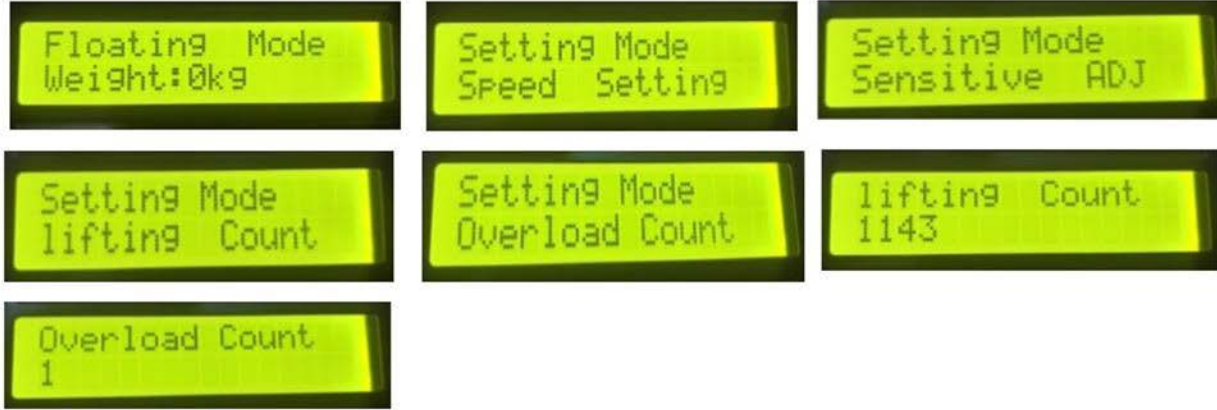 Floating Mode
Weight:0kg
Setting Mode
Speed Setting
Setting Mode
Sensitive ADJ
Setting Mode
lifting Count
Setting Mode
Overload Count
lifting Count
1143
Overload Count
1